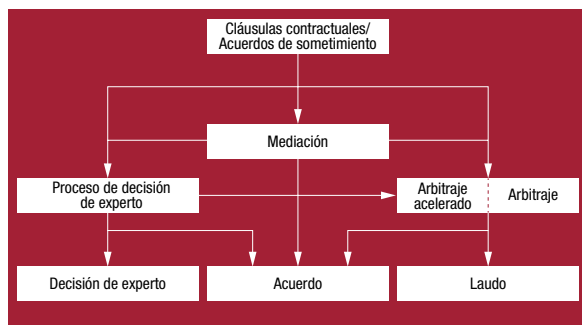 Cláusulas contractuales/
Acuerdos de sometimiento
Mediación
Proceso de decisión
de experto
Arbitraje
acelerado
Arbitraje
Decisión de experto
Acuerdo
Laudo